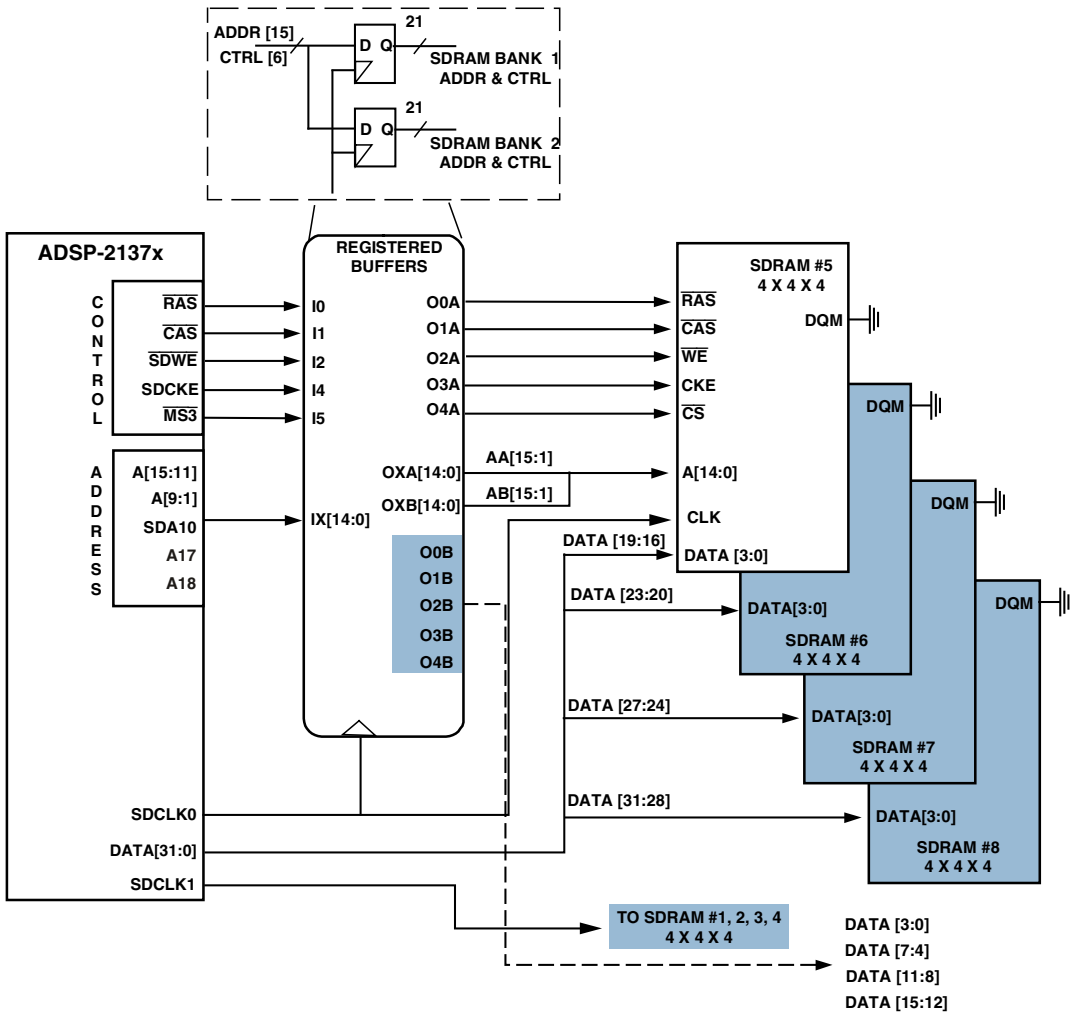 ADDR [15]
CTRL [6]
D Q
21
SDRAM BANK 1
ADDR & CTRL
D Q
21
SDRAM BANK 2
ADDR & CTRL
ADSP-2137x
CONTROL
RAS
CAS
SDWE
SDCKE
MS3
ADDRESS
A[15:11]
A[9:1]
SDA10
A17
A18
SDCLK0
DATA[31:0]
SDCLK1
REGISTERED
BUFFERS
I0
I1
I2
I4
I5
IX[14:0]
O0A
O1A
O2A
O3A
O4A
OXA[14:0]
OXB[14:0]
O0B
O1B
O2B
O3B
O4B
AA[15:1]
AB[15:1]
SDRAM #5
4 X 4 X 4
DQM
RAS
CAS
WE
CKE
CS
A[14:0]
CLK
DATA [19:16]
DATA [3:0]
DQM
DATA [23:20]
DATA[3:0]
SDRAM #6
4 X 4 X 4
DQM
DATA [27:24]
DATA[3:0]
SDRAM #7
4 X 4 X 4
DQM
DATA [31:28]
DATA[3:0]
SDRAM #8
4 X 4 X 4
TO SDRAM #1, 2, 3, 4
4 X 4 X 4
DATA [3:0]
DATA [7:4]
DATA [11:8]
DATA [15:12]